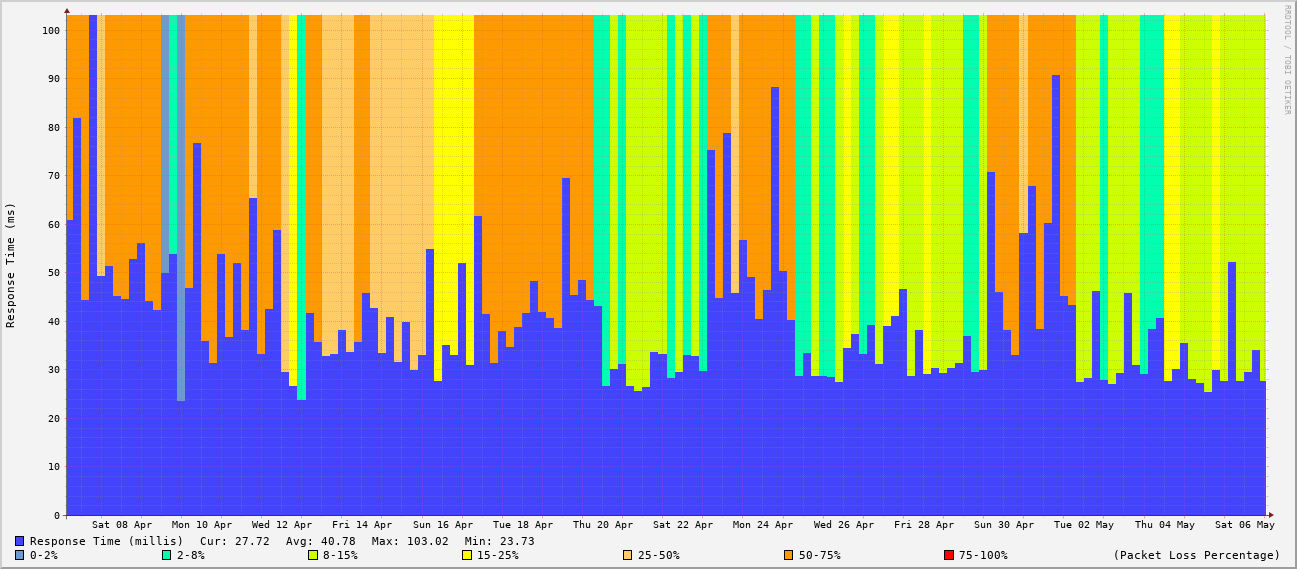 RRDTOOL / TOBI OETIKER
Response Time (ms)
100
90
80
70
60
50
40
30
20
10
0
Sat 08 Apr Mon 10 Apr Wed 12 Apr Fri 14 Apr Sun 16 Apr Tue 18 Apr Thu 20 Apr Sat 22 Apr Mon 24 Apr Wed 26 Apr Fri 28 Apr Sun 30 Apr Tue 02 May Thu 04 May Sat 06 May
Response Time (millis) Cur: 27.72 Avg: 40.78 Max: 103.02 Min: 23.73
0-2% 2-8% 8-15% 15-25% 25-50% 50-75% 75-100% (Packet Loss Percentage)